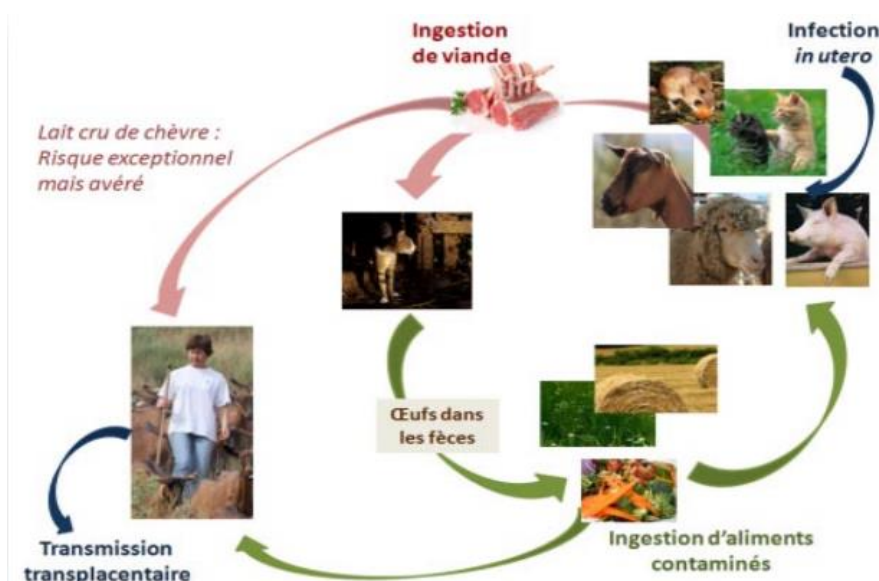 Ingestion
de viande
Infection
in utero
Lait cru de chèvre :
Risque exceptionnel
mais avéré
Œufs dans
les fèces
Ingestion d'aliments
contaminés
Transmission
transplacentaire